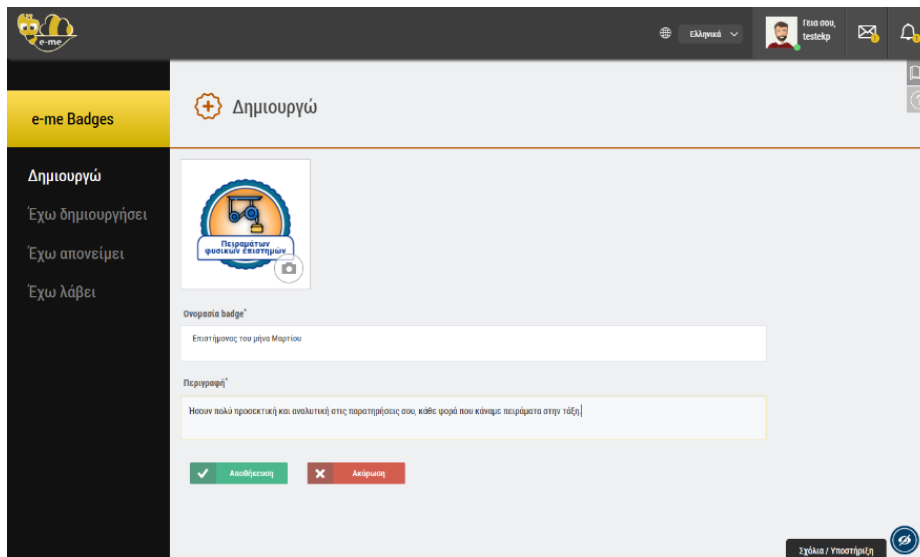 e-me
Ελληνικά
Γεια σου,
testekp
e-me Badges
Δημιουργώ
Δημιουργώ
Έχω δημιουργήσει
Έχω απονείμει
Έχω λάβει
Πειραμάτων
φυσικών επιστημών
Ονομασία badge*
Επιστήμονας του μήνα Μαρτίου
Περιγραφή*
Ήσουν πολύ προσεκτική και αναλυτική στις παρατηρήσεις σου, κάθε φορά που κάναμε πειράματα στην τάξη.
Αποθήκευση
Ακύρωση
Σχόλια / Υποστήριξη